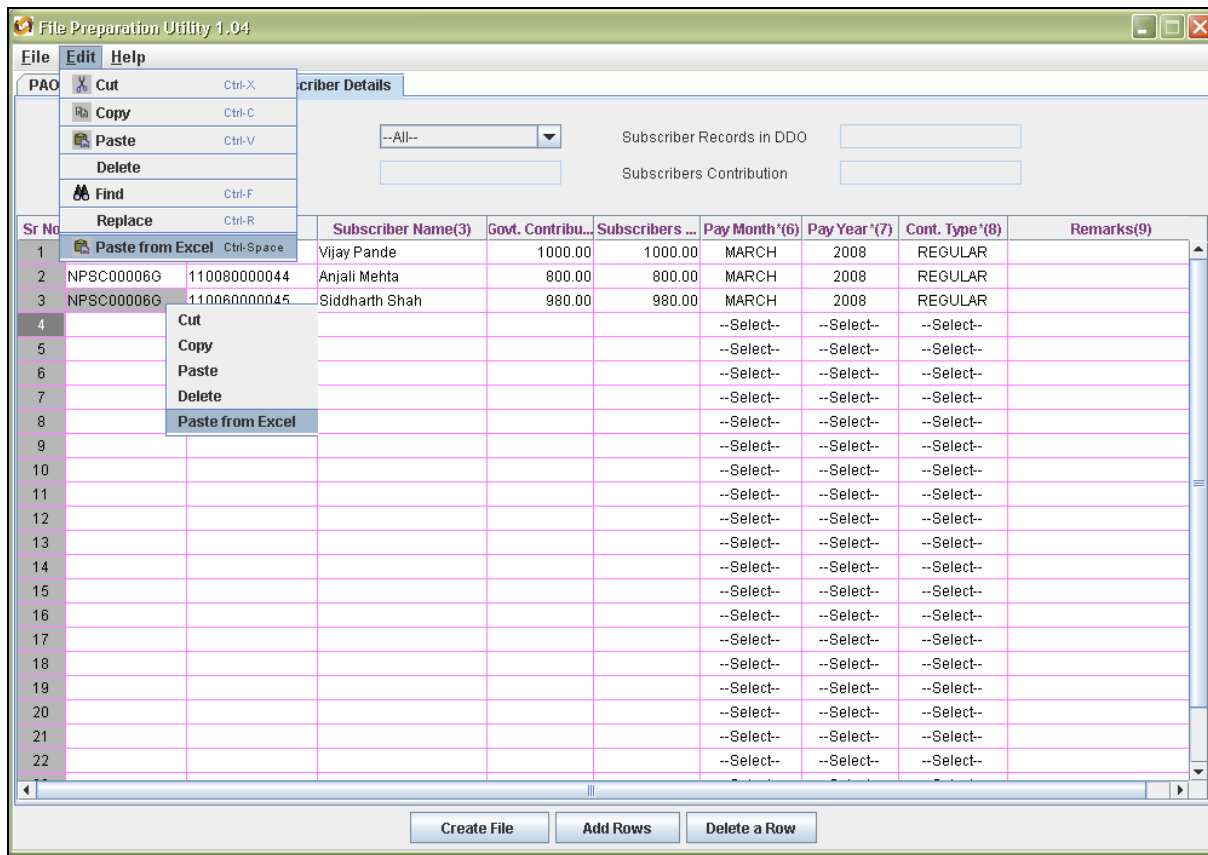 File Preparation Utility 1.04
File Edit Help
PAO criber Details
Cut Ctrl-X
Copy Ctrl-C
Paste Ctrl-V
Delete
Find Ctrl-F
Replace Ctrl-R
Paste from Excel Ctrl-Space
--All-- Subscriber Records in DDO
Subscribers Contribution
Sr No Subscriber Name(3) Govt. Contribu... Subscribers ... Pay Month*(6) Pay Year*(7) Cont. Type*(8) Remarks(9)
1 Vijay Pande 1000.00 1000.00 MARCH 2008 REGULAR
2 NPSC00006G 110080000044 Anjali Mehta 800.00 800.00 MARCH 2008 REGULAR
3 NPSC00006G 110060000045 Siddharth Shah 980.00 980.00 MARCH 2008 REGULAR
4 --Select-- --Select-- --Select--
5 --Select-- --Select-- --Select--
6 --Select-- --Select-- --Select--
7 --Select-- --Select-- --Select--
8 --Select-- --Select-- --Select--
9 --Select-- --Select-- --Select--
10 --Select-- --Select-- --Select--
11 --Select-- --Select-- --Select--
12 --Select-- --Select-- --Select--
13 --Select-- --Select-- --Select--
14 --Select-- --Select-- --Select--
15 --Select-- --Select-- --Select--
16 --Select-- --Select-- --Select--
17 --Select-- --Select-- --Select--
18 --Select-- --Select-- --Select--
19 --Select-- --Select-- --Select--
20 --Select-- --Select-- --Select--
21 --Select-- --Select-- --Select--
22 --Select-- --Select-- --Select--
Cut
Copy
Paste
Delete
Paste from Excel
Create File Add Rows Delete a Row